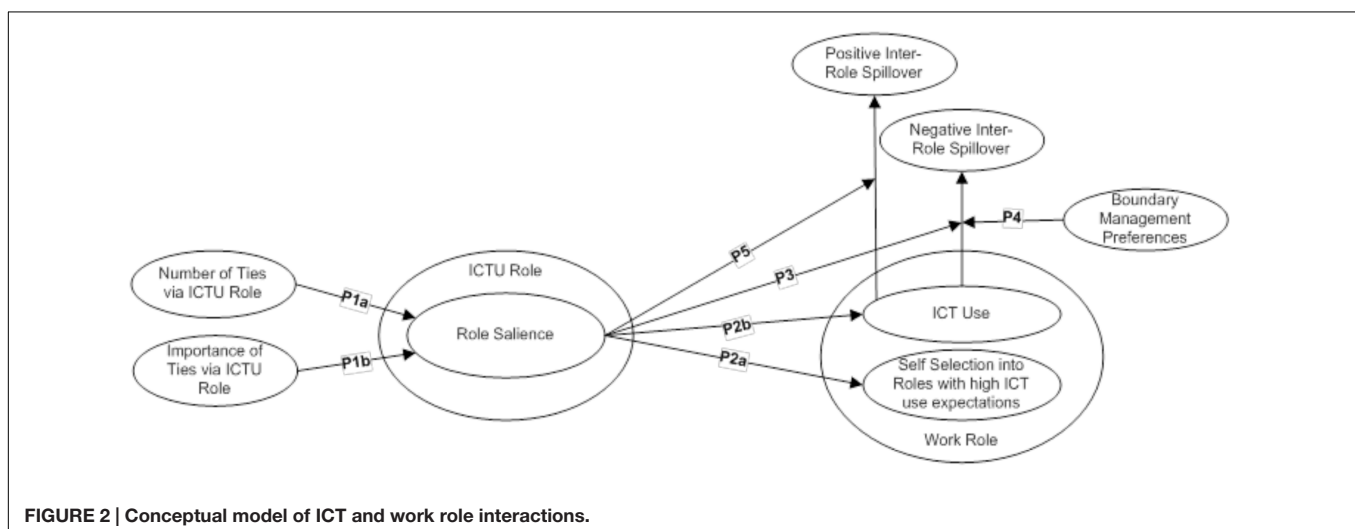 Positive Inter-
Role Spillover
Negative Inter-
Role Spillover
Boundary
Management
Preferences
P4
P5
P3
ICTU Role
Number of Ties
via ICTU Role
P1a
Role Salience
P2b
ICT Use
Importance of
Ties via ICTU
Role
P1b
P2a
Self Selection into
Roles with high ICT
use expectations
Work Role
FIGURE 2 | Conceptual model of ICT and work role interactions.